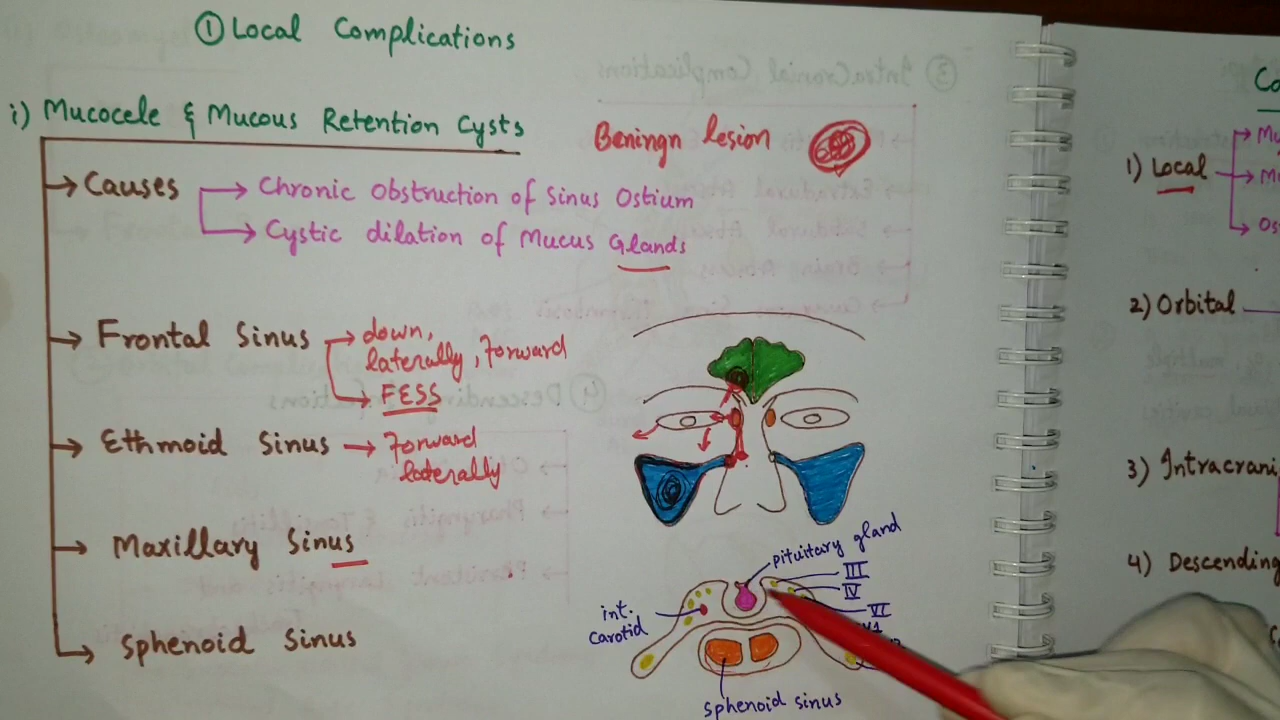 ① Local Complications
i) Mucocele & Mucous Retention Cysts
Beningn lesion
Causes
Chronic Obstruction of Sinus Ostium
Cystic dilation of Mucus Glands
Frontal Sinus
down,
laterally, Forward
FESS
Ethmoid Sinus
Forward
laterally
Maxillary Sinus
Sphenoid Sinus
pituitary gland
III
IV
VI
int.
Carotid
sphenoid sinus
1) Local
2) Orbital
3) Intracrani
4) Descending